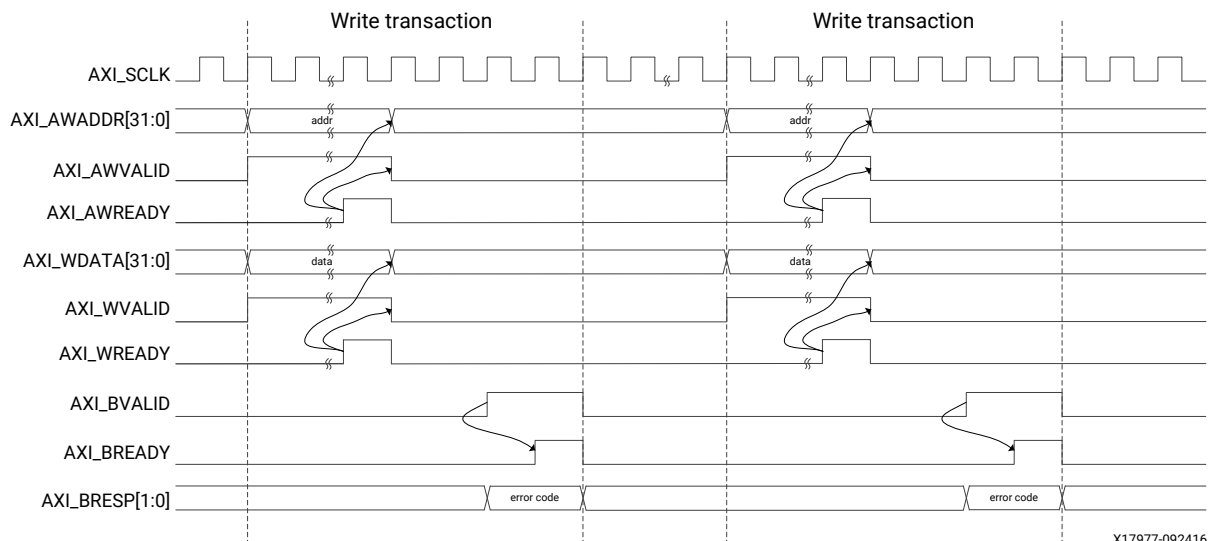 Write transaction Write transaction
AXI_SCLK
AXI_AWADDR[31:0] addr addr
AXI_AWVALID
AXI_AWREADY
AXI_WDATA[31:0] data data
AXI_WVALID
AXI_WREADY
AXI_BVALID
AXI_BREADY
AXI_BRESP[1:0] error code error code
X17977-092416